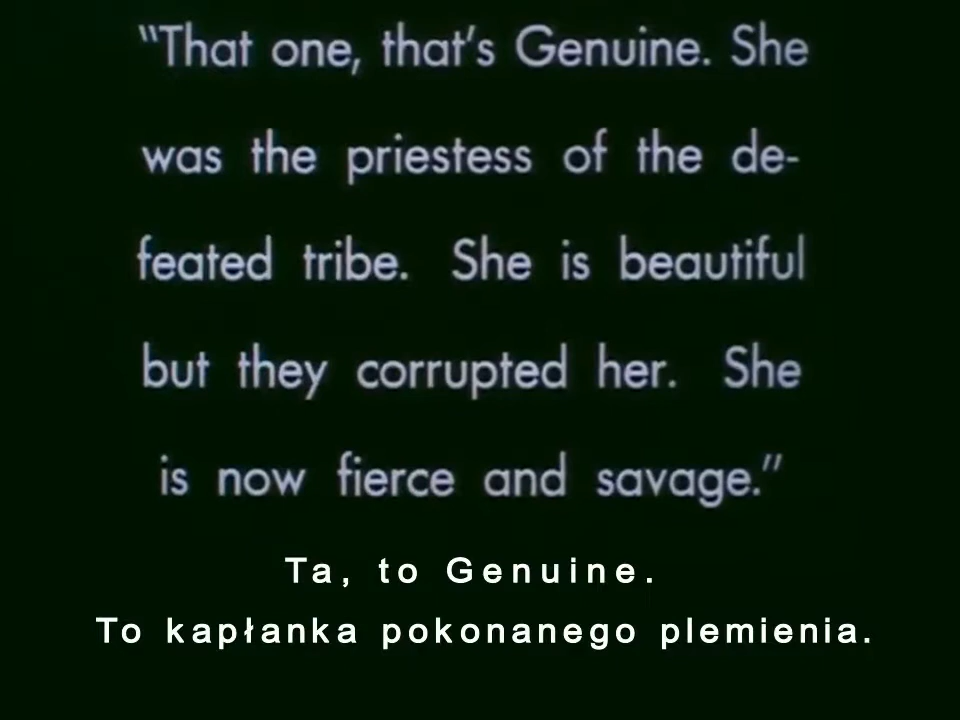 "That one, that's Genuine. She
was the priestess of the de-
feated tribe. She is beautiful
but they corrupted her. She
is now fierce and savage."
Ta, to Genuine.
To kapłanka pokonanego plemienia.